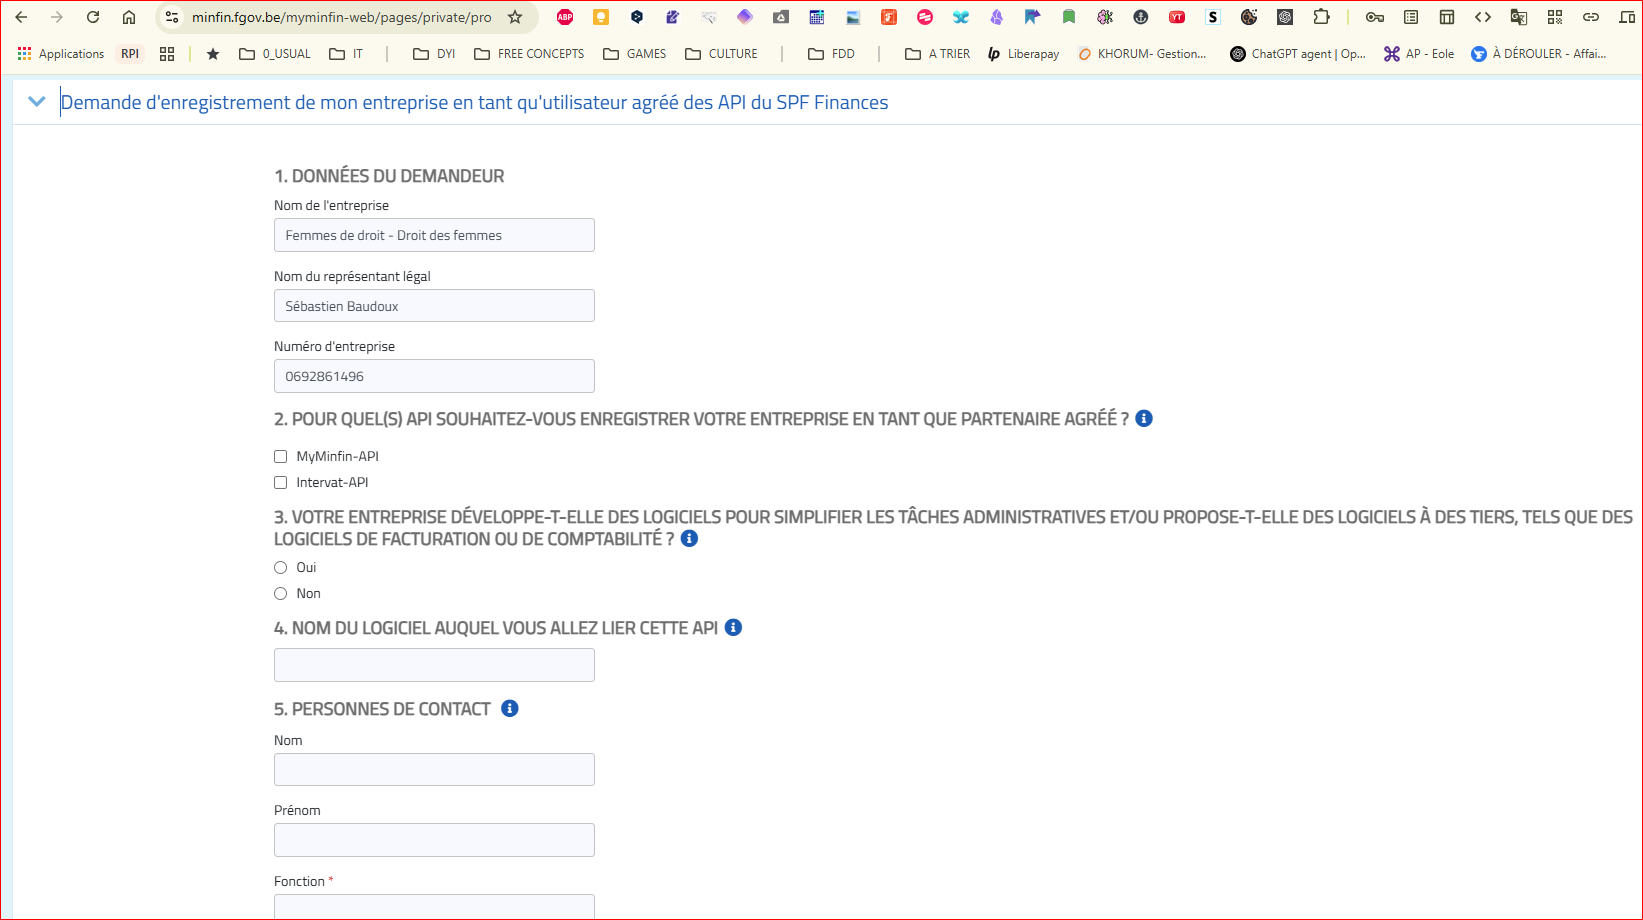 minfin.fgov.be/myminfin-web/pages/private/pro
ABP
YT
S
Applications RPI 0_USUAL IT DYI FREE CONCEPTS GAMES CULTURE FDD A TRIER lp Liberapay KHORUM- Gestion... ChatGPT agent | Op... AP - Eole À DÉROULER - Affai...
Demande d'enregistrement de mon entreprise en tant qu'utilisateur agréé des API du SPF Finances
1. DONNÉES DU DEMANDEUR
Nom de l'entreprise
Femmes de droit - Droit des femmes
Nom du représentant légal
Sébastien Baudoux
Numéro d'entreprise
0692861496
2. POUR QUEL(S) API SOUHAITEZ-VOUS ENREGISTRER VOTRE ENTREPRISE EN TANT QUE PARTENAIRE AGRÉÉ ?
MyMinfin-API
Intervat-API
3. VOTRE ENTREPRISE DÉVELOPPE-T-ELLE DES LOGICIELS POUR SIMPLIFIER LES TÂCHES ADMINISTRATIVES ET/OU PROPOSE-T-ELLE DES LOGICIELS À DES TIERS, TELS QUE DES
LOGICIELS DE FACTURATION OU DE COMPTABILITÉ ?
Oui
Non
4. NOM DU LOGICIEL AUQUEL VOUS ALLEZ LIER CETTE API
5. PERSONNES DE CONTACT
Nom
Prénom
Fonction *